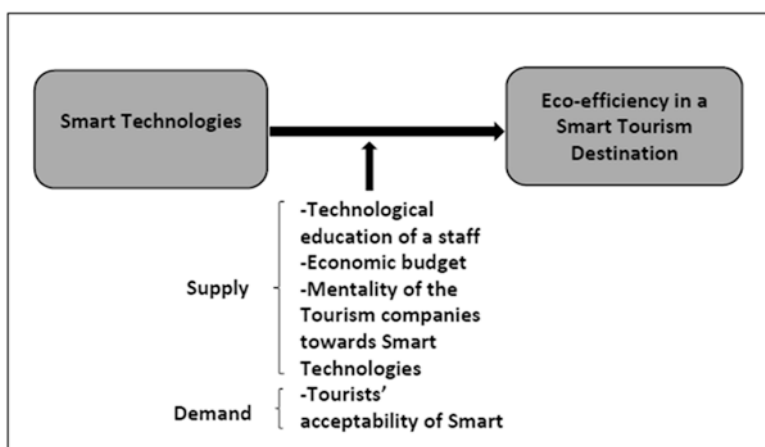 Smart Technologies
Eco-efficiency in a
Smart Tourism
Destination
Supply
-Technological
education of a staff
-Economic budget
-Mentality of the
Tourism companies
towards Smart
Technologies
Demand
-Tourists’
acceptability of Smart